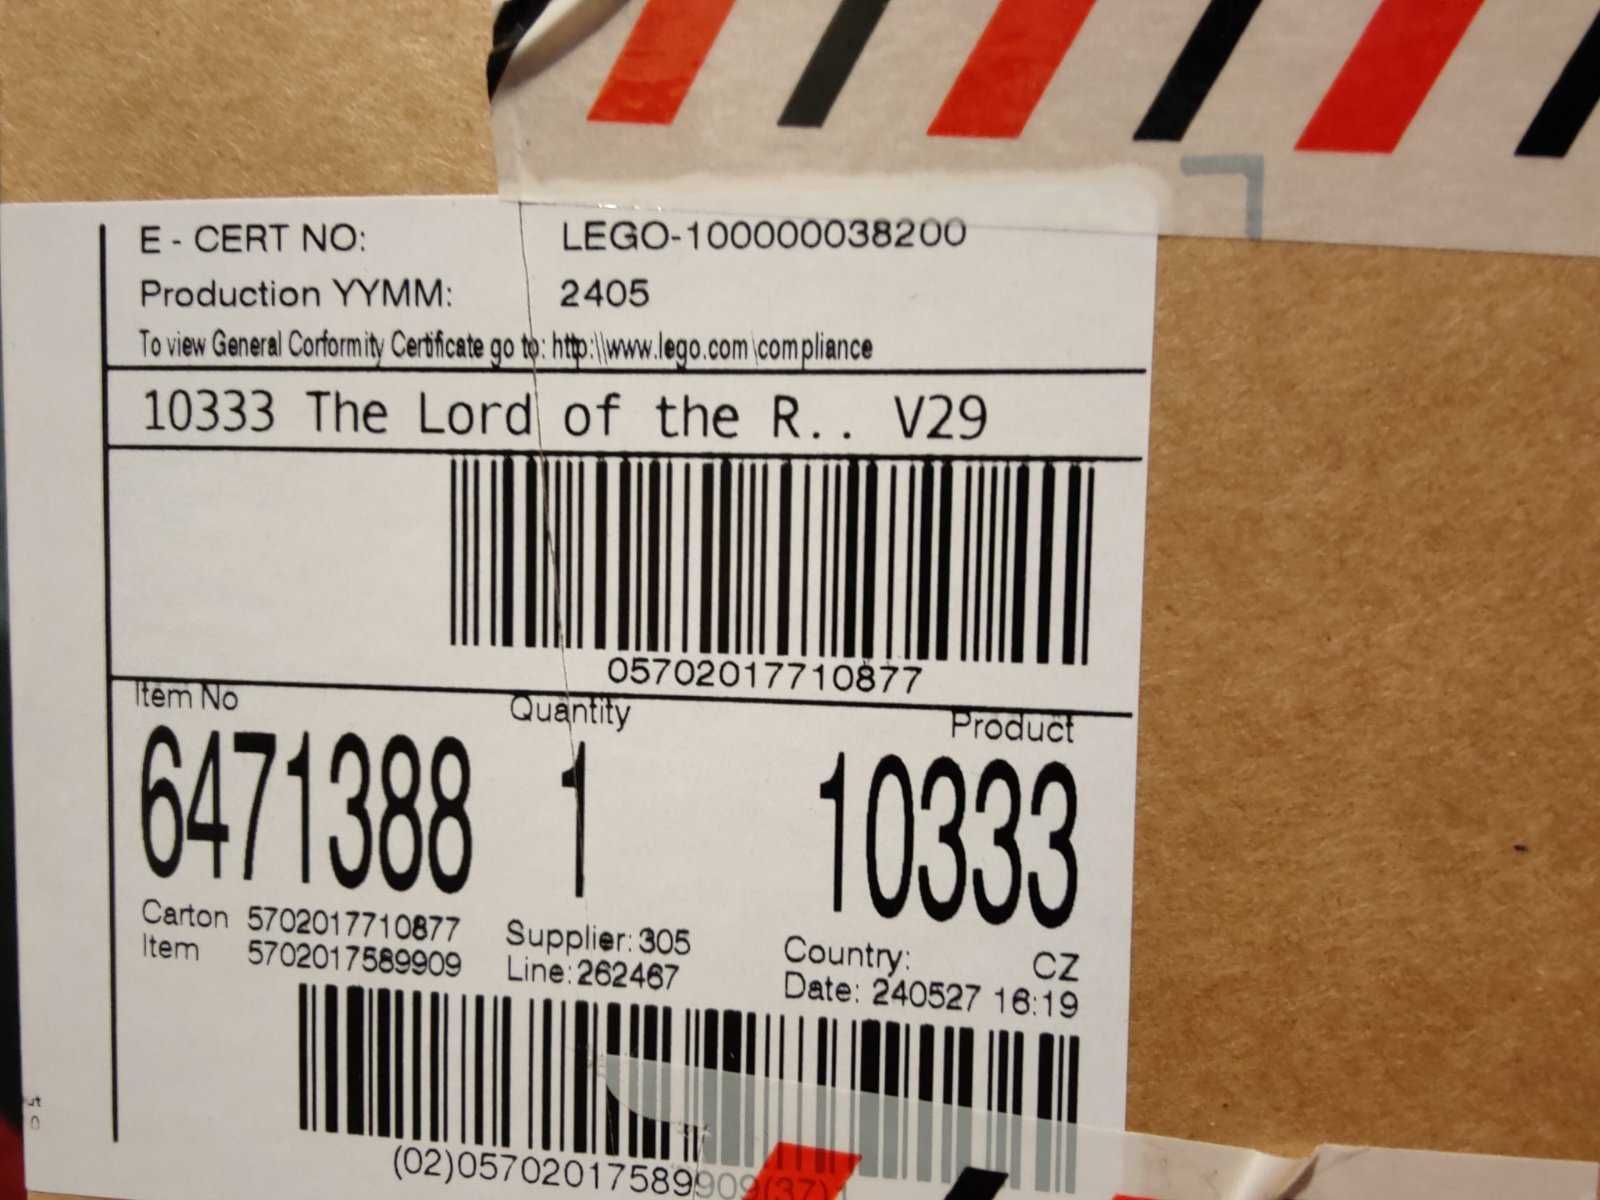 E - CERT NO: LEGO-100000038200
Production YYMM: 2405
To view General Corformity Certificate go to: http:\\www.lego.com\compliance
10333 The Lord of the R.. V29
05702017710877
Item No Quantity Product
6471388 1 10333
Carton 5702017710877 Supplier: 305 Country: CZ
Item 5702017589909 Line: 262467 Date: 240527 16:19
(02)05702017589909(37)1